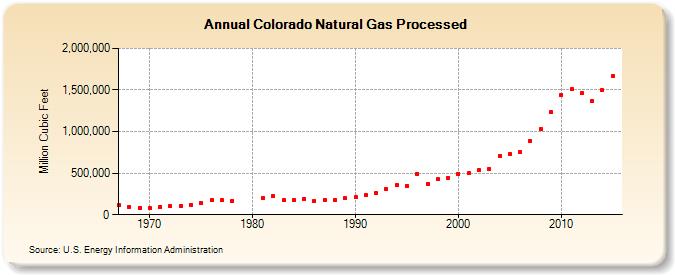 Annual Colorado Natural Gas Processed
Million Cubic Feet
2,000,000
1,500,000
1,000,000
500,000
0
1970 1980 1990 2000 2010
Source: U.S. Energy Information Administration